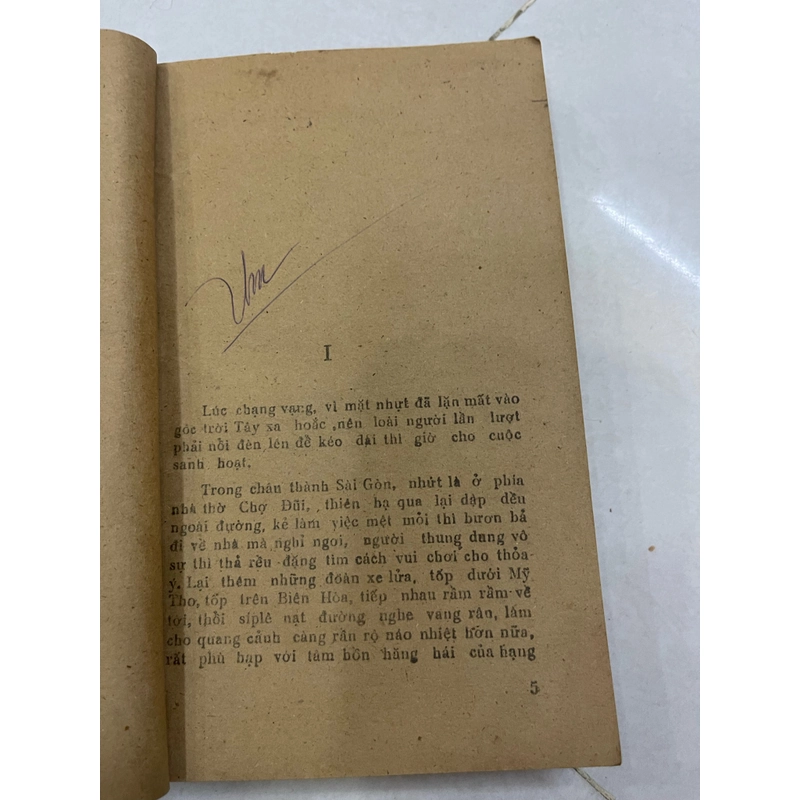 I
Lúc chạng vạng, vì mặt nhựt đã lặn mất vào
góc trời Tây xa hoắc, nên loài người lần lượt
phải nổi đèn lên để kéo dài thì giờ cho cuộc
sanh hoạt.
Trong châu thành Sài Gòn, nhứt là ở phía
nhà thờ Chợ Đũi, thiên hạ qua lại dập dều
ngoài đường, kẻ làm việc mệt mỏi thì bươn bả
đi về nhà mà nghỉ ngơi, người thung dung vô
sự thì thả rều đặng tìm cách vui chơi cho thỏa
ý. Lại thêm những đoàn xe lửa, tốp dưới Mỹ
Tho, tốp trên Biên Hòa, tiếp nhau rầm rầm về
tới, thổi síplê nạt đường nghe vang rân, làm
cho quang cảnh càng rần rộ náo nhiệt hơn nữa,
rất phù hạp với tâm hồn hăng hái của hạng
5